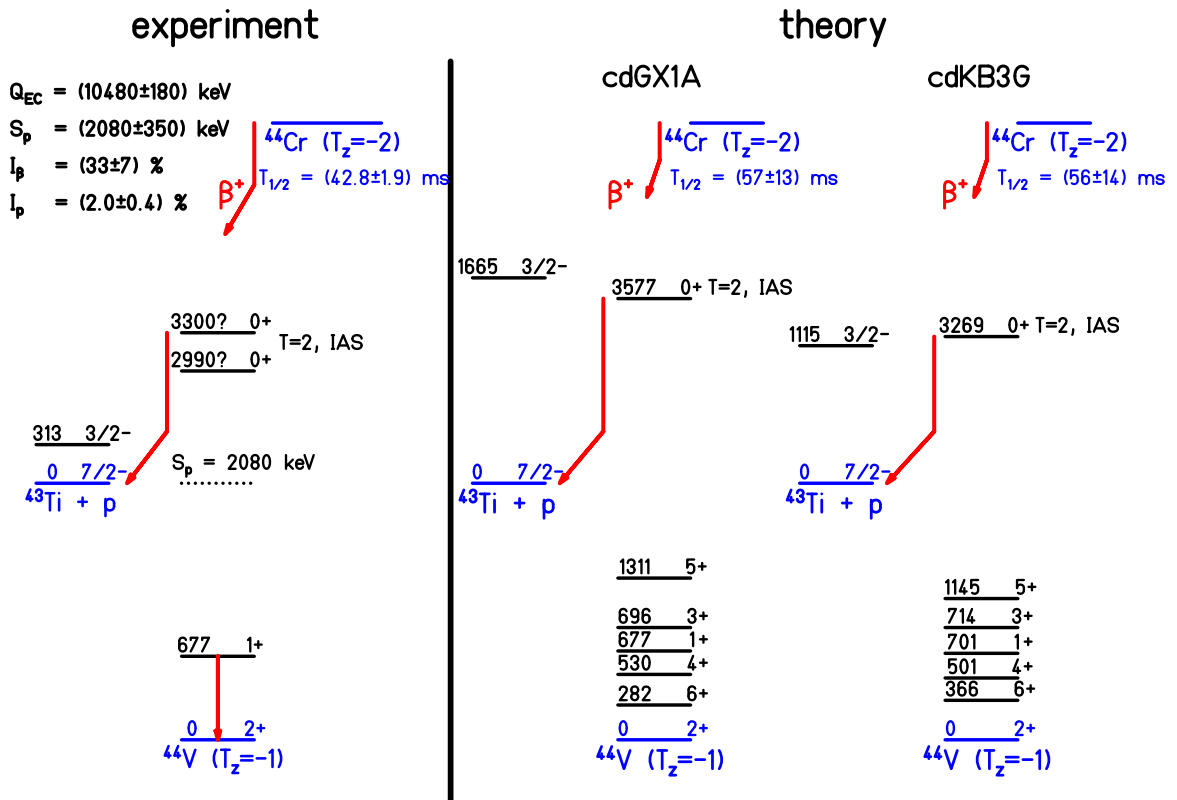 experiment
Q_EC = (10480±180) keV
S_p = (2080±350) keV
I_β = (33±7) %
I_p = (2.0±0.4) %
⁴⁴Cr (T_z=-2)
T_1/2 = (42.8±1.9) ms
β⁺
3300? 0+
T=2, IAS
2990? 0+
313 3/2-
0 7/2-
⁴³Ti + p
S_p = 2080 keV
677 1+
0 2+
⁴⁴V (T_z=-1)
theory
cdGX1A
⁴⁴Cr (T_z=-2)
T_1/2 = (57±13) ms
β⁺
1665 3/2-
3577 0+ T=2, IAS
0 7/2-
⁴³Ti + p
1311 5+
696 3+
677 1+
530 4+
282 6+
0 2+
⁴⁴V (T_z=-1)
cdKB3G
⁴⁴Cr (T_z=-2)
T_1/2 = (56±14) ms
β⁺
1115 3/2-
3269 0+ T=2, IAS
0 7/2-
⁴³Ti + p
1145 5+
714 3+
701 1+
501 4+
366 6+
0 2+
⁴⁴V (T_z=-1)